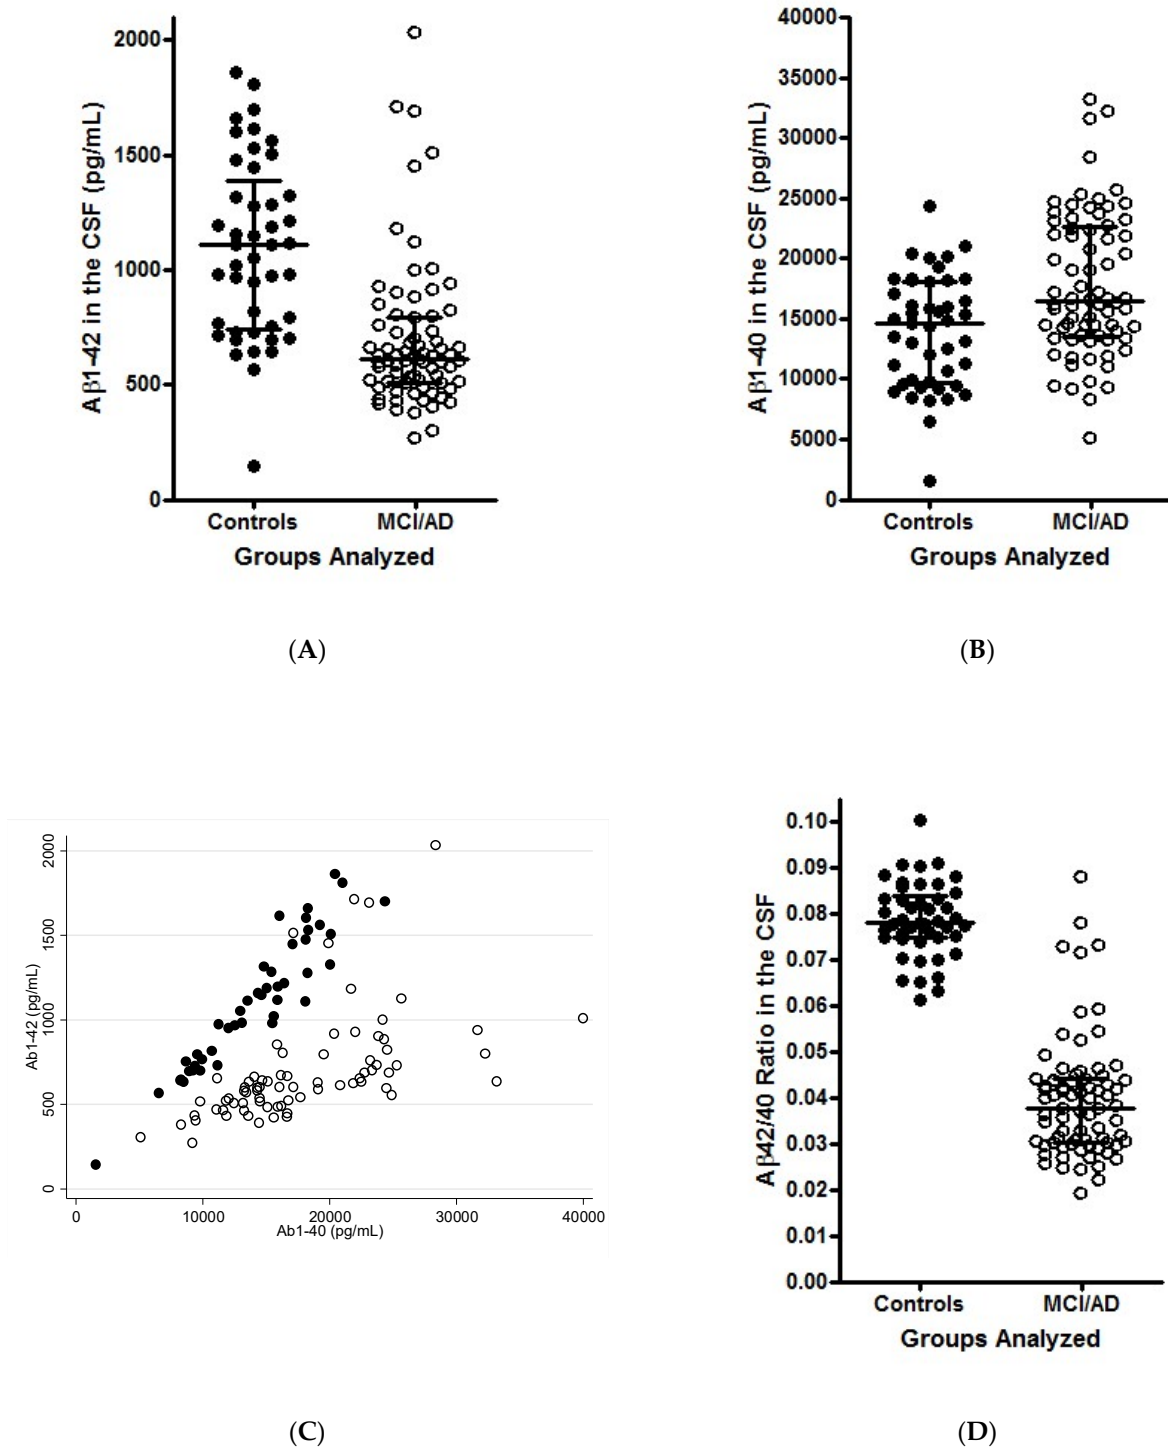 Aβ1-42 in the CSF (pg/mL)
2000
1500
1000
500
0
Controls MCI/AD
Groups Analyzed
(A)
Aβ1-40 in the CSF (pg/mL)
40000
35000
30000
25000
20000
15000
10000
5000
0
Controls MCI/AD
Groups Analyzed
(B)
Ab1-42 (pg/mL)
2000
1500
1000
500
0
0 10000 20000 30000 40000
Ab1-40 (pg/mL)
(C)
Aβ42/40 Ratio in the CSF
0.10
0.09
0.08
0.07
0.06
0.05
0.04
0.03
0.02
0.01
0.00
Controls MCI/AD
Groups Analyzed
(D)